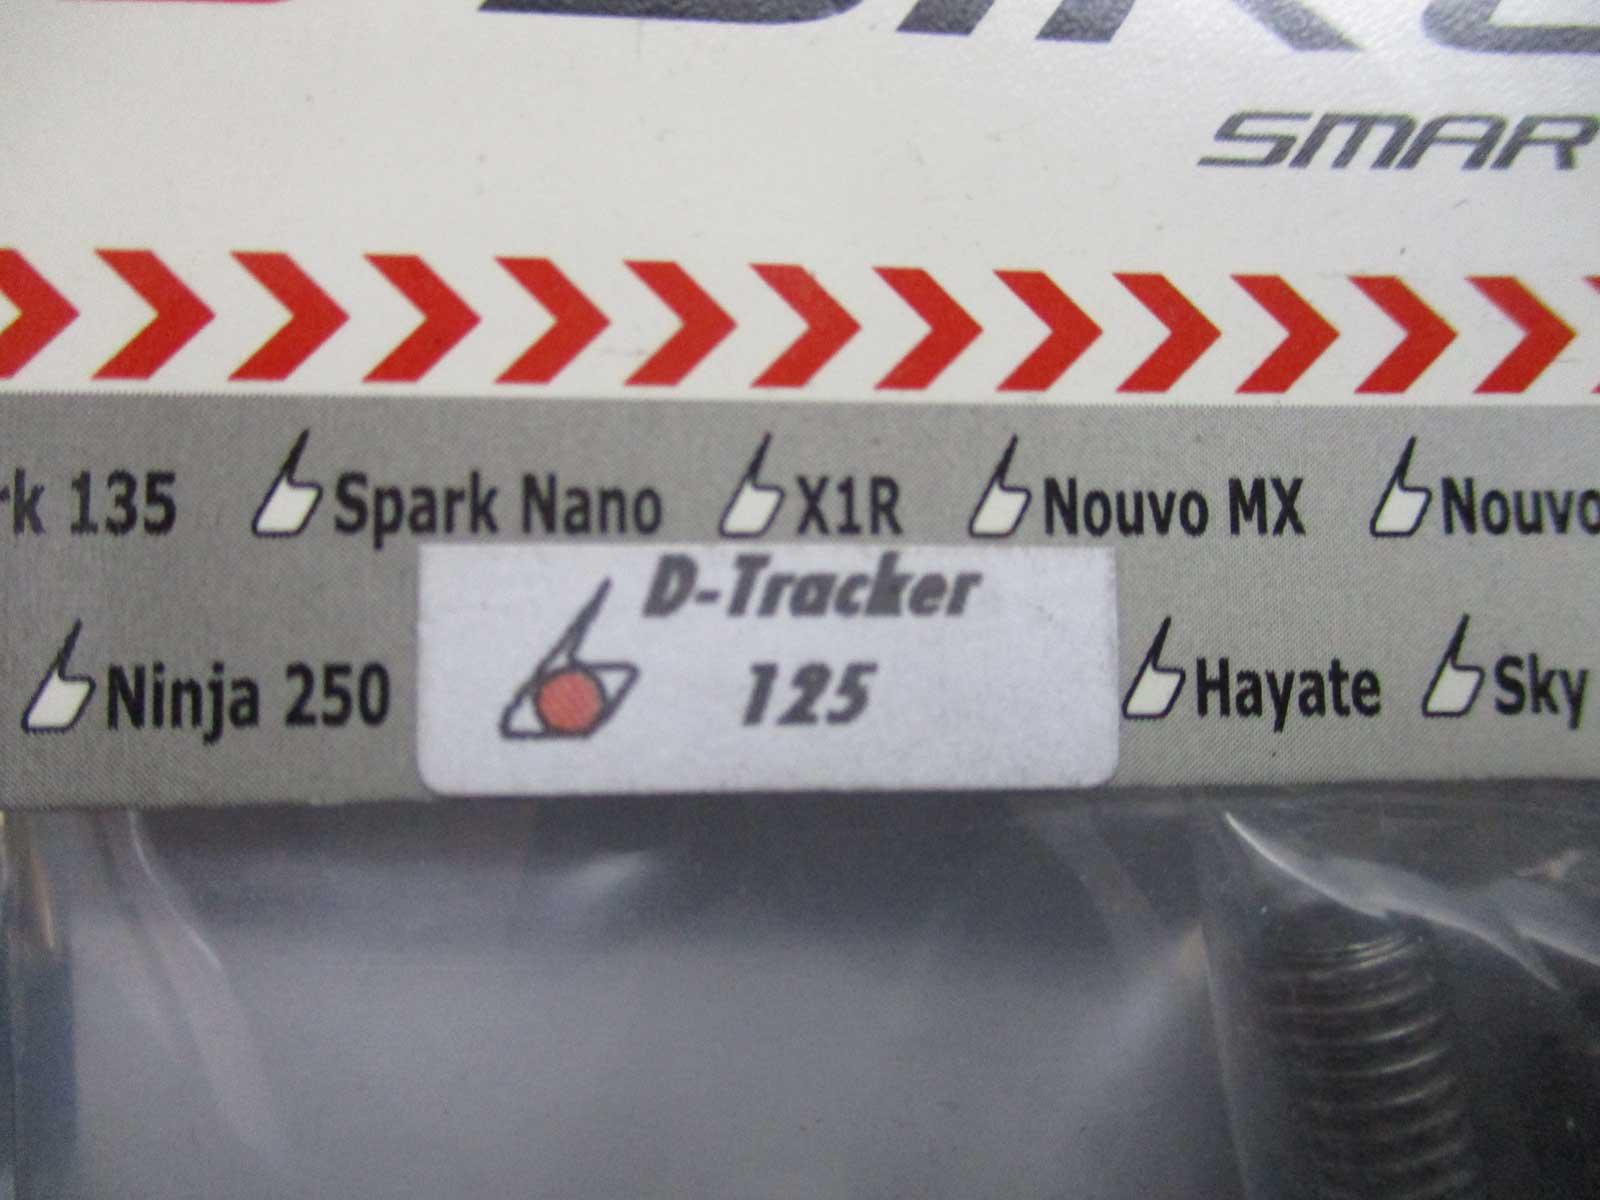 SMAR
rk 135 Spark Nano X1R Nouvo MX Nouvo
Ninja 250 D-Tracker 125 Hayate Sky